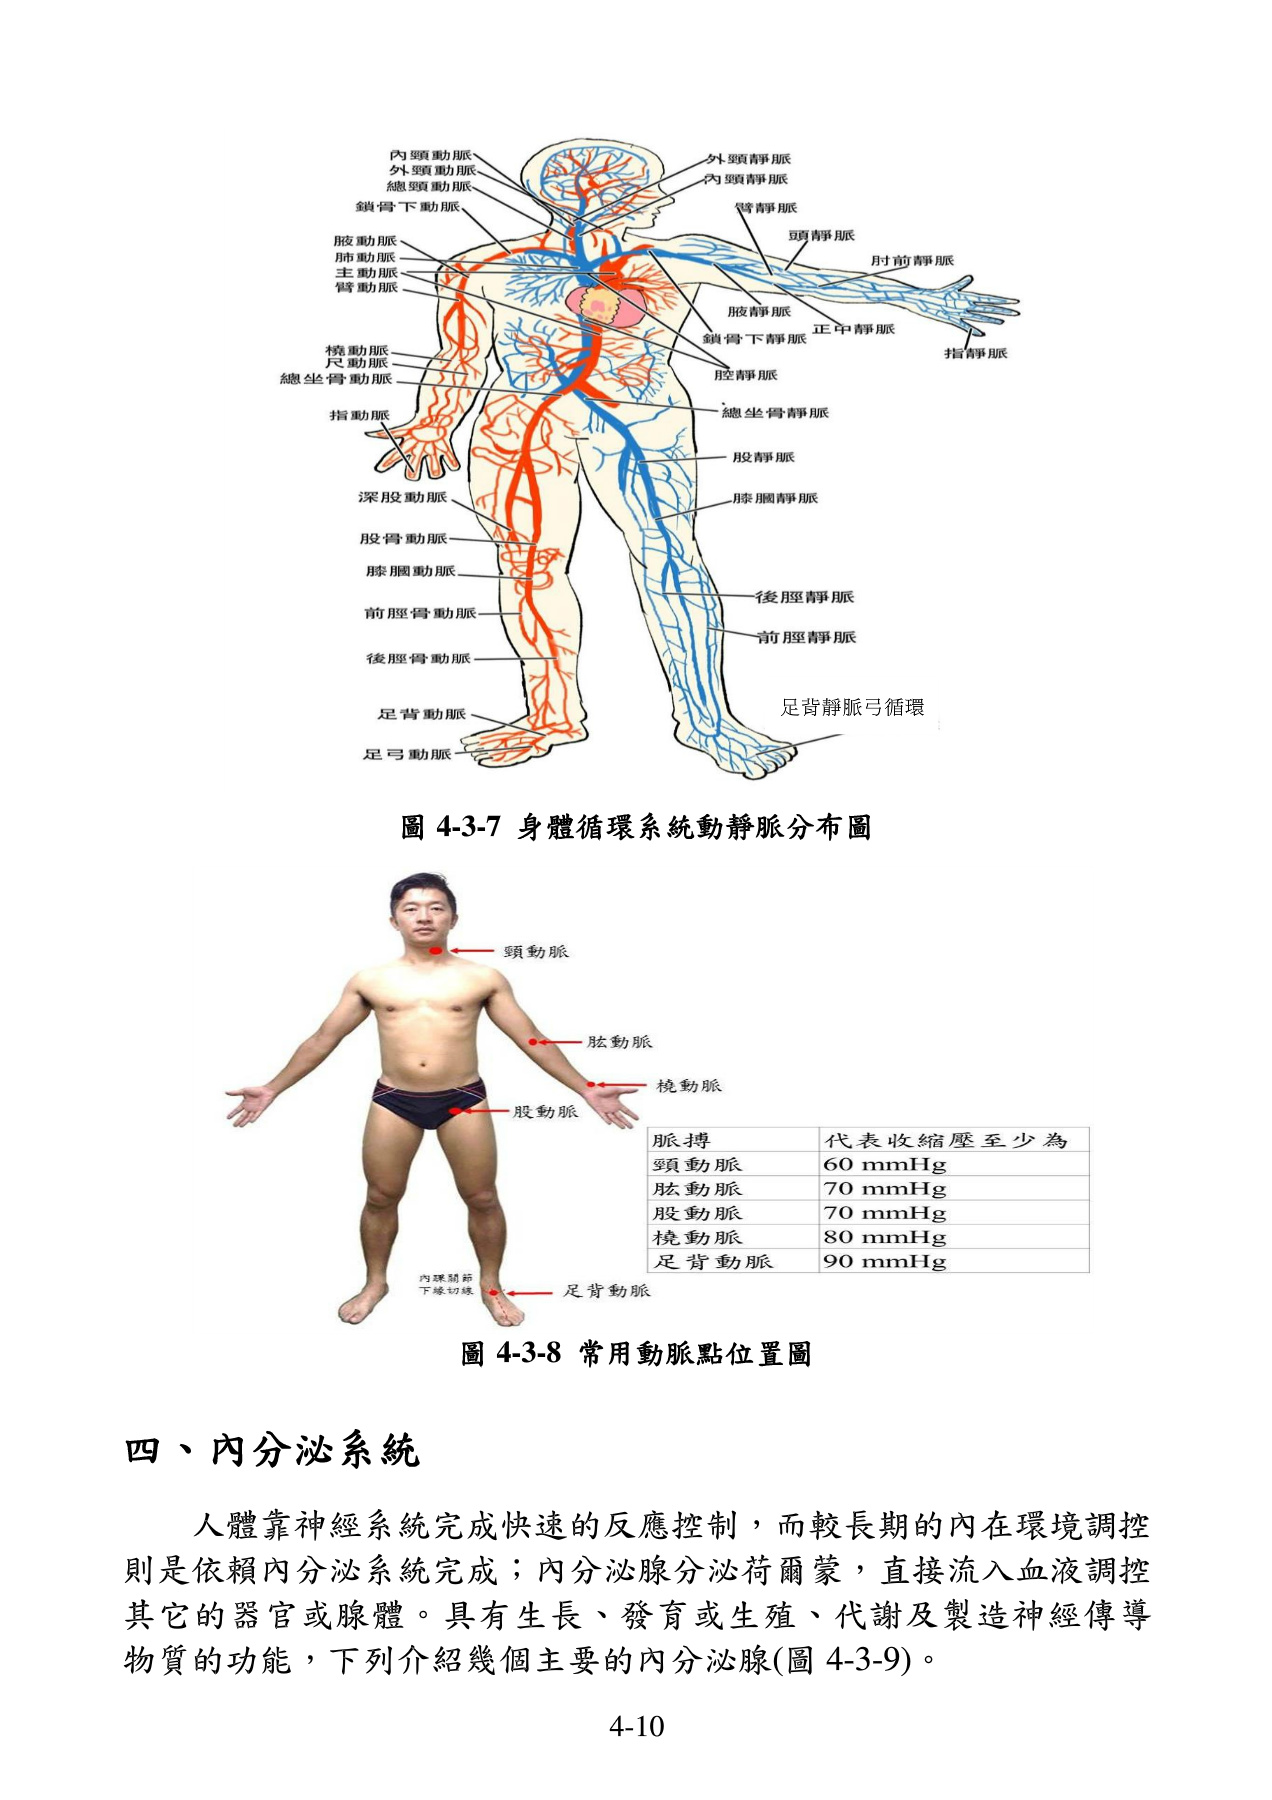 內頸動脈
外頸動脈
總頸動脈
鎖骨下動脈
腋動脈
肺動脈
主動脈
臂動脈
橈動脈
尺動脈
總坐骨動脈
指動脈
深股動脈
股骨動脈
膝膕動脈
前脛骨動脈
後脛骨動脈
足背動脈
足弓動脈
外頸靜脈
內頸靜脈
臂靜脈
頭靜脈
肘前靜脈
腋靜脈
正中靜脈
鎖骨下靜脈
指靜脈
腔靜脈
總坐骨靜脈
股靜脈
膝膕靜脈
後脛靜脈
前脛靜脈
足背靜脈弓循環
圖 4-3-7 身體循環系統動靜脈分布圖
頸動脈
肱動脈
橈動脈
股動脈
脈搏 代表收縮壓至少為
頸動脈 60 mmHg
肱動脈 70 mmHg
股動脈 70 mmHg
橈動脈 80 mmHg
足背動脈 90 mmHg
內踝關節
下緣切線
足背動脈
圖 4-3-8 常用動脈點位置圖
四、內分泌系統
人體靠神經系統完成快速的反應控制，而較長期的內在環境調控
則是依賴內分泌系統完成；內分泌腺分泌荷爾蒙，直接流入血液調控
其它的器官或腺體。具有生長、發育或生殖、代謝及製造神經傳導
物質的功能，下列介紹幾個主要的內分泌腺(圖 4-3-9)。
4-10